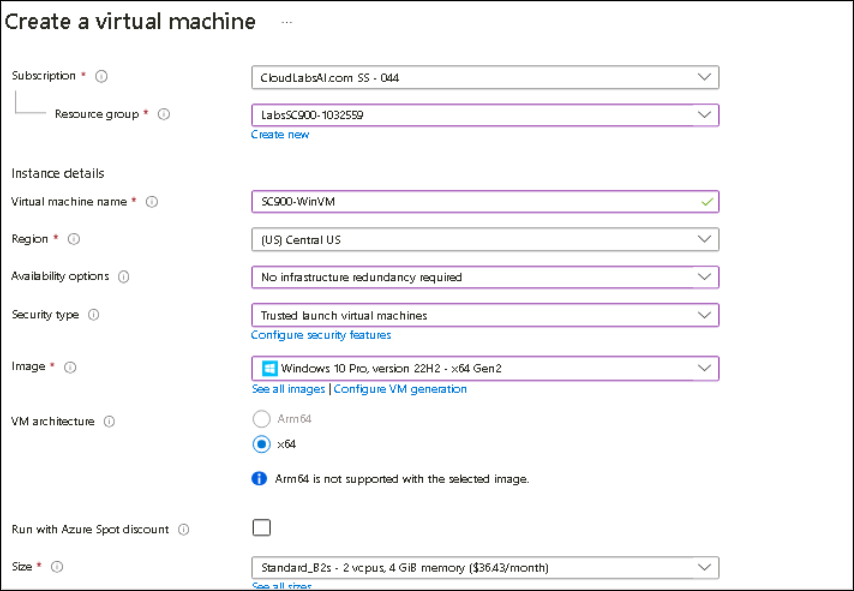 Create a virtual machine ...
Subscription *
CloudLabsAI.com SS - 044
Resource group *
LabsSC900-1032559
Create new
Instance details
Virtual machine name *
SC900-WinVM
Region *
(US) Central US
Availability options
No infrastructure redundancy required
Security type
Trusted launch virtual machines
Configure security features
Image *
Windows 10 Pro, version 22H2 - x64 Gen2
See all images | Configure VM generation
VM architecture
Arm64
x64
Arm64 is not supported with the selected image.
Run with Azure Spot discount
Size *
Standard_B2s - 2 vcpus, 4 GiB memory ($36.43/month)
See all sizes